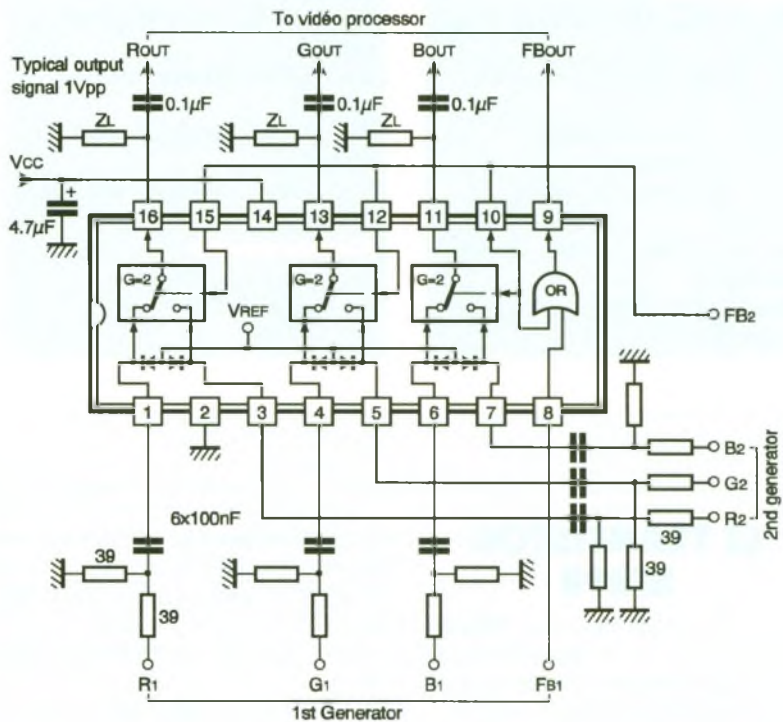 To vidéo processor
ROUT GOUT BOUT FBOUT
Typical output
signal 1Vpp
0.1µF 0.1µF 0.1µF
ZL ZL ZL
VCC
+
4.7µF
16 15 14 13 12 11 10 9
G=2 G=2 G=2 OR
VREF
FB2
1 2 3 4 5 6 7 8
B2
G2
R2
2nd generator
6x100nF
39
39
39
39
R1 G1 B1 FB1
1st Generator